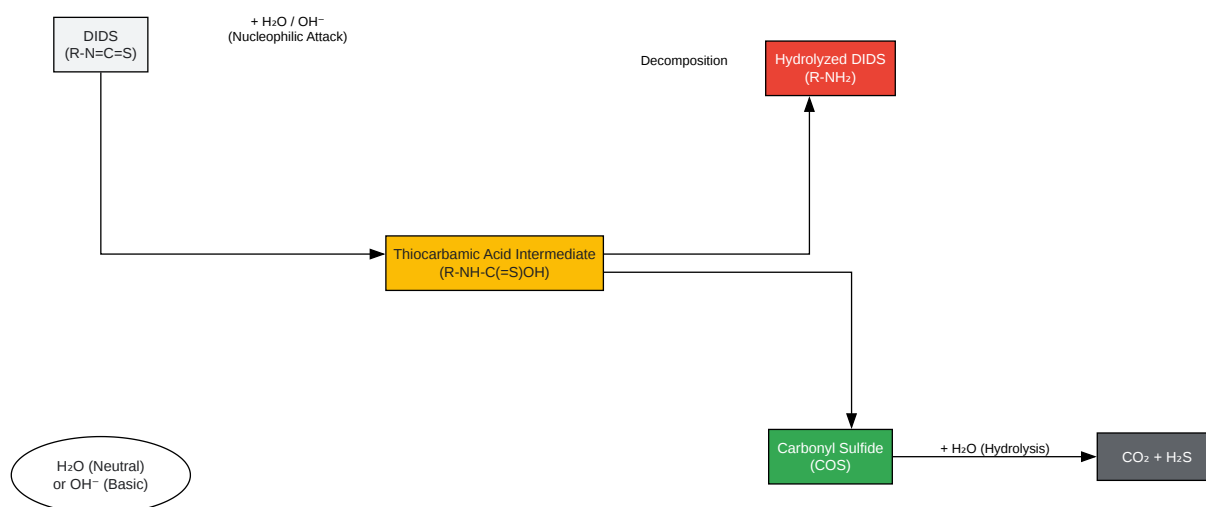 DIDS
(R-N=C=S)
+ H₂O / OH⁻
(Nucleophilic Attack)
Decomposition
Hydrolyzed DIDS
(R-NH₂)
Thiocarbamic Acid Intermediate
(R-NH-C(=S)OH)
Carbonyl Sulfide
(COS)
+ H₂O (Hydrolysis)
CO₂ + H₂S
H₂O (Neutral)
or OH⁻ (Basic)